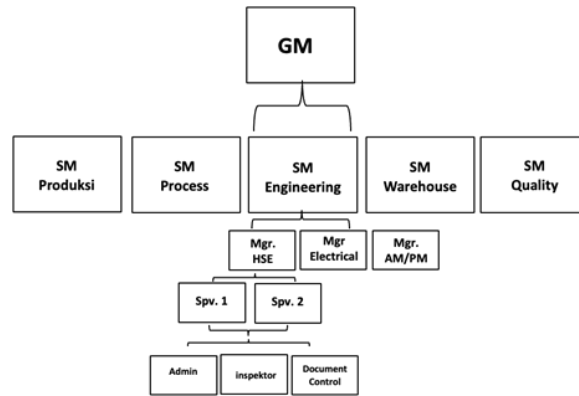 GM
SM
Produksi
SM
Process
SM
Engineering
SM
Warehouse
SM
Quality
Mgr.
HSE
Mgr
Electrical
Mgr.
AM/PM
Spv. 1
Spv. 2
Admin
inspektor
Document
Control